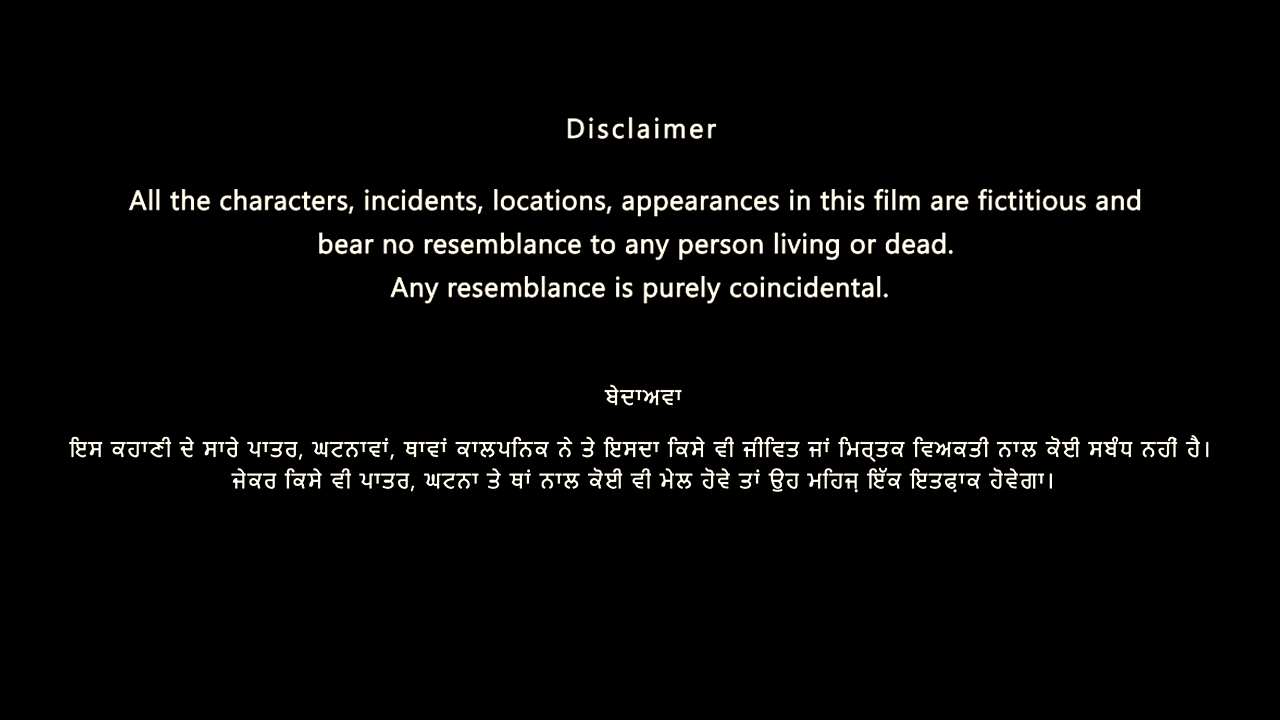 Disclaimer
All the characters, incidents, locations, appearances in this film are fictitious and
bear no resemblance to any person living or dead.
Any resemblance is purely coincidental.
ਬੇਦਾਅਵਾ
ਇਸ ਕਹਾਣੀ ਦੇ ਸਾਰੇ ਪਾਤਰ, ਘਟਨਾਵਾਂ, ਥਾਵਾਂ ਕਾਲਪਨਿਕ ਨੇ ਤੇ ਇਸਦਾ ਕਿਸੇ ਵੀ ਜੀਵਿਤ ਜਾਂ ਮਿਰ੍ਤਕ ਵਿਅਕਤੀ ਨਾਲ ਕੋਈ ਸਬੰਧ ਨਹੀਂ ਹੈ।
ਜੇਕਰ ਕਿਸੇ ਵੀ ਪਾਤਰ, ਘਟਨਾ ਤੇ ਥਾਂ ਨਾਲ ਕੋਈ ਵੀ ਮੇਲ ਹੋਵੇ ਤਾਂ ਉਹ ਮਹਿਜ਼ ਇੱਕ ਇਤਫ਼ਾਕ ਹੋਵੇਗਾ।